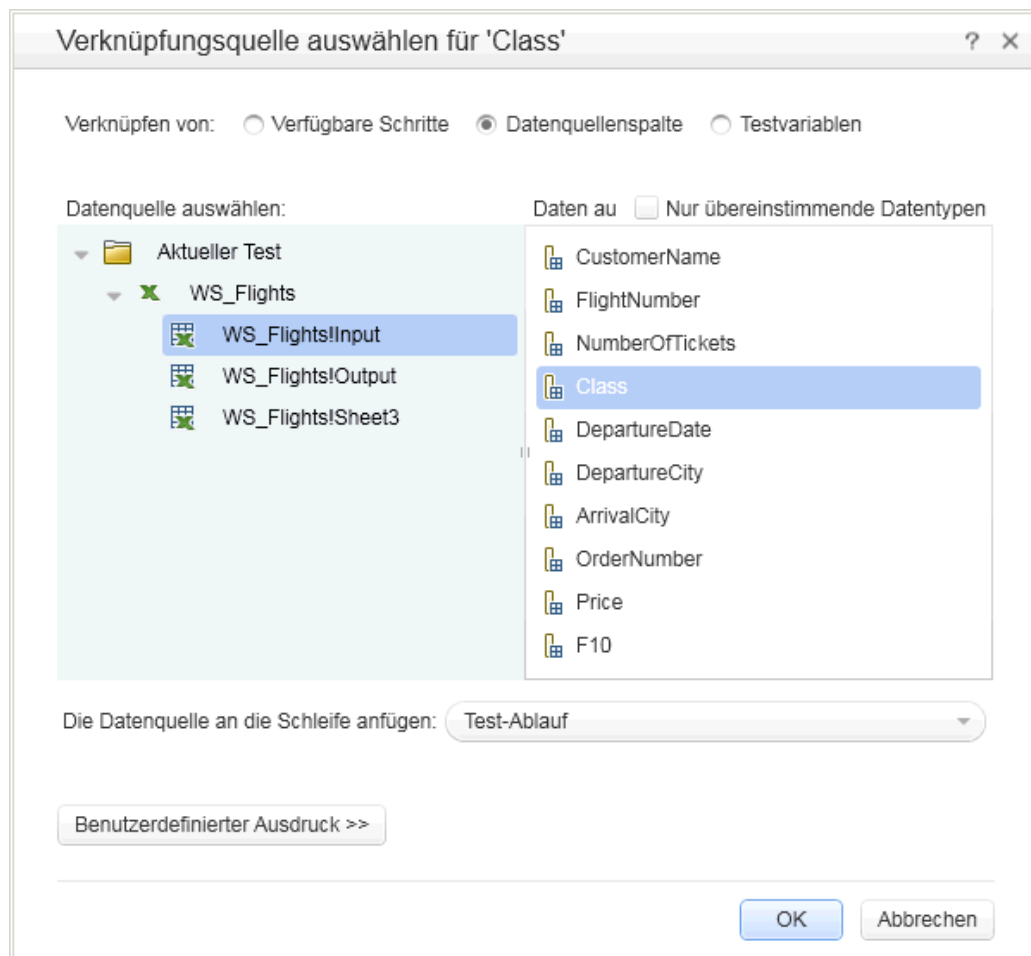 Verknüpfungsquelle auswählen für 'Class' ? ×
Verknüpfen von: Verfügbare Schritte Datenquellenspalte Testvariablen
Datenquelle auswählen:
Aktueller Test
WS_Flights
WS_Flights!Input
WS_Flights!Output
WS_Flights!Sheet3
Daten au Nur übereinstimmende Datentypen
CustomerName
FlightNumber
NumberOfTickets
Class
DepartureDate
DepartureCity
ArrivalCity
OrderNumber
Price
F10
Die Datenquelle an die Schleife anfügen: Test-Ablauf
Benutzerdefinierter Ausdruck >>
OK Abbrechen